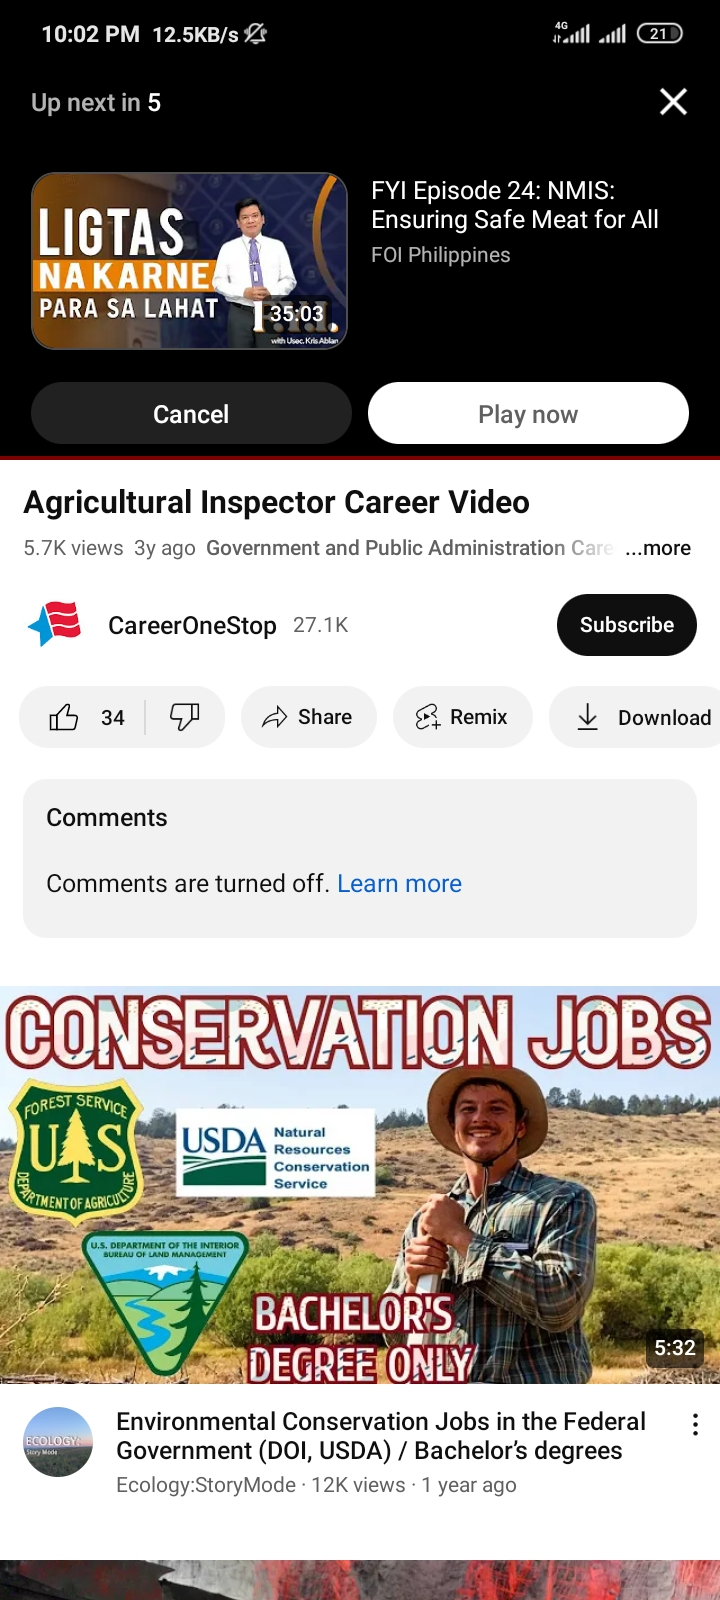 10:02 PM 12.5KB/s
4G
21
Up next in 5
LIGTAS
NA KARNE
PARA SA LAHAT
35:03
with Usec. Kris Ablan
FYI Episode 24: NMIS:
Ensuring Safe Meat for All
FOI Philippines
Cancel
Play now
Agricultural Inspector Career Video
5.7K views 3y ago Government and Public Administration Care ...more
CareerOneStop 27.1K
Subscribe
34
Share
Remix
Download
Comments
Comments are turned off. Learn more
CONSERVATION JOBS
FOREST SERVICE
U S
DEPARTMENT OF AGRICULTURE
USDA
Natural
Resources
Conservation
Service
U.S. DEPARTMENT OF THE INTERIOR
BUREAU OF LAND MANAGEMENT
BACHELOR'S
DEGREE ONLY
5:32
ECOLOGY:
Story Mode
Environmental Conservation Jobs in the Federal
Government (DOI, USDA) / Bachelor’s degrees
Ecology:StoryMode · 12K views · 1 year ago